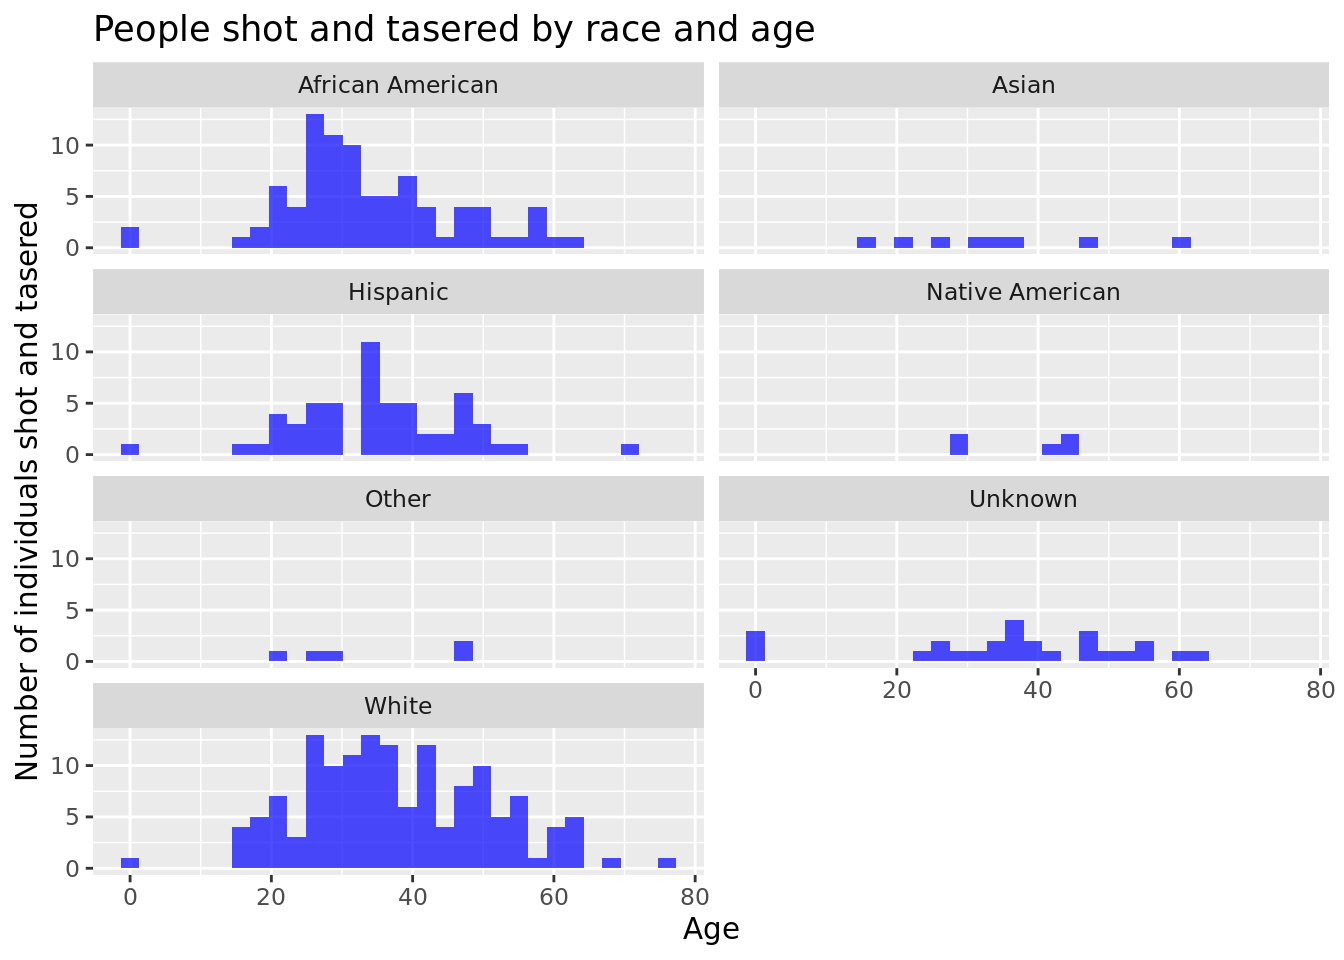 People shot and tasered by race and age
African American
Asian
10
5
0
Hispanic
Native American
10
5
0
Other
Unknown
10
5
0
0 20 40 60 80
White
10
5
0
0 20 40 60 80
Age
Number of individuals shot and tasered